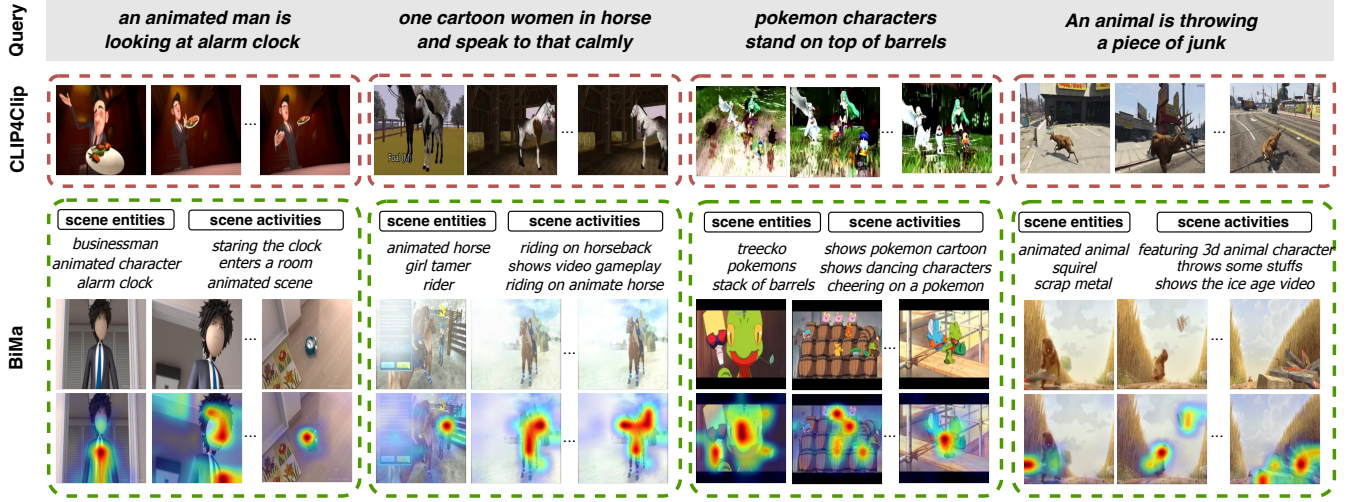 Query
an animated man is
looking at alarm clock
one cartoon women in horse
and speak to that calmly
pokemon characters
stand on top of barrels
An animal is throwing
a piece of junk
CLIP4Clip
...
Foal (M)
...
...
...
BiMa
scene entities
scene activities
businessman
animated character
alarm clock
staring the clock
enters a room
animated scene
...
scene entities
scene activities
animated horse
girl tamer
rider
riding on horseback
shows video gameplay
riding on animate horse
...
...
scene entities
scene activities
treecko
pokemons
stack of barrels
shows pokemon cartoon
shows dancing characters
cheering on a pokemon
...
...
scene entities
scene activities
animated animal
squirel
scrap metal
featuring 3d animal character
throws some stuffs
shows the ice age video
...